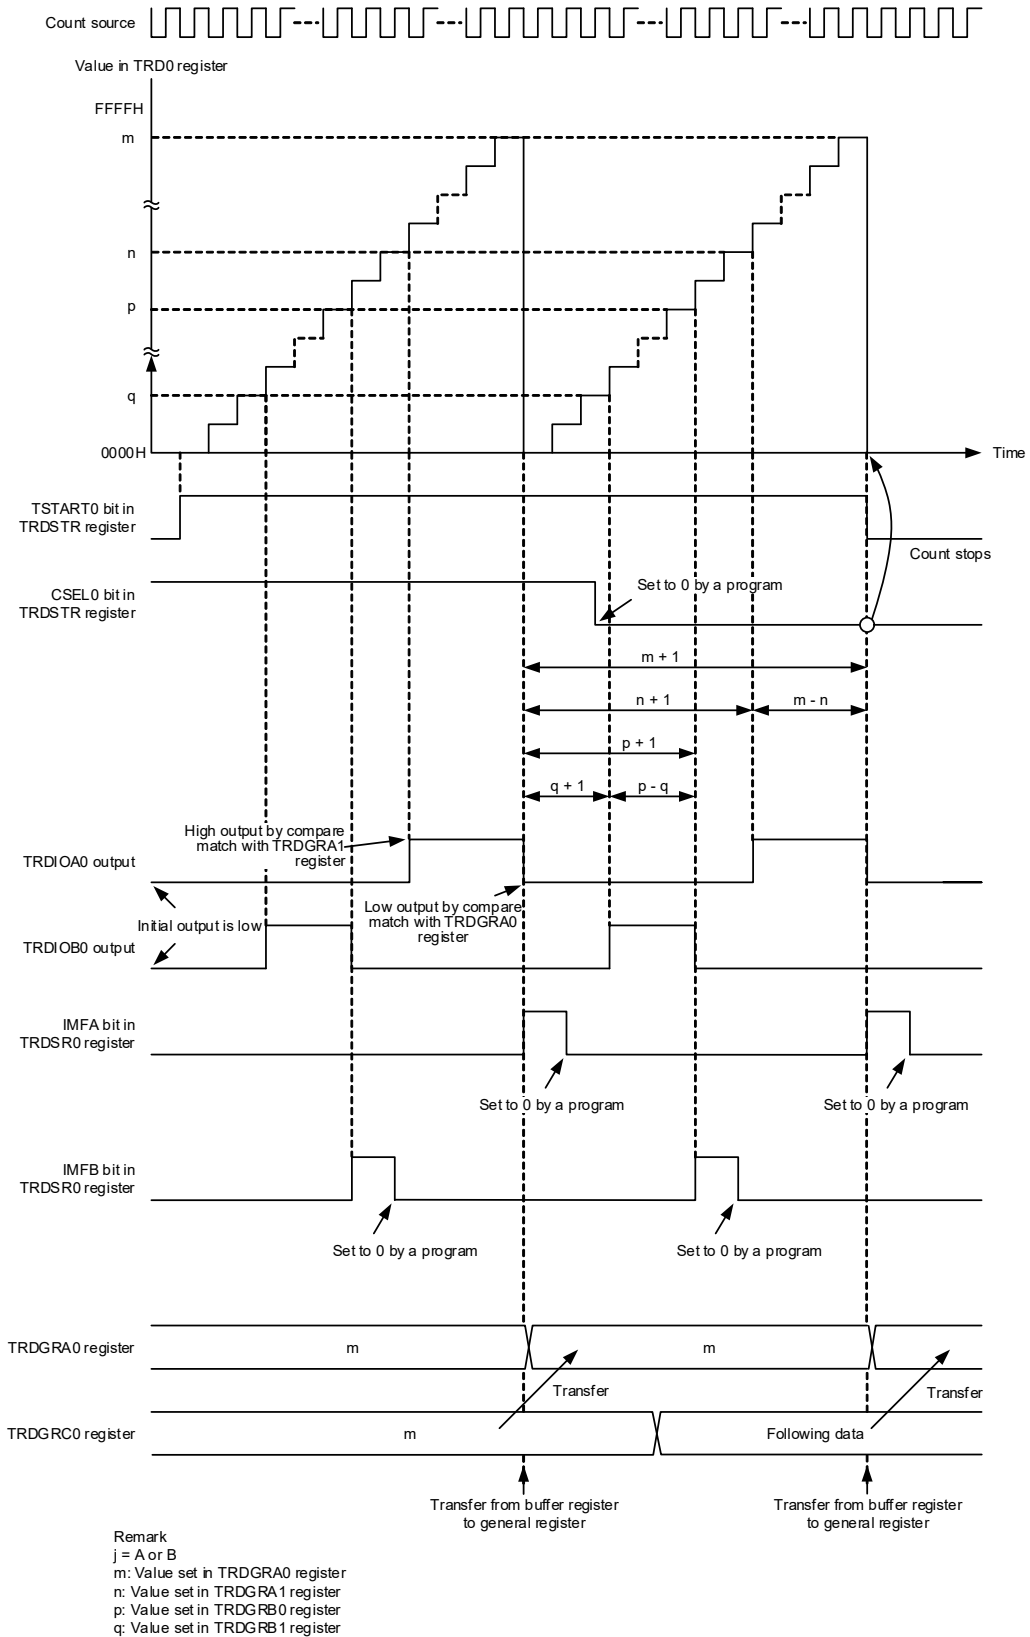 Count source
Value in TRD0 register
FFFFH
m
n
p
q
0000H
Time
TSTART0 bit in
TRDSTR register
Count stops
CSEL0 bit in
TRDSTR register
Set to 0 by a program
m + 1
n + 1
m - n
p + 1
q + 1
p - q
High output by compare
match with TRDGRA1
register
TRDIOA0 output
Low output by compare
match with TRDGRA0
register
Initial output is low
TRDIOB0 output
IMFA bit in
TRDSR0 register
Set to 0 by a program
Set to 0 by a program
IMFB bit in
TRDSR0 register
Set to 0 by a program
Set to 0 by a program
TRDGRA0 register
m
m
Transfer
Transfer
TRDGRC0 register
m
Following data
Transfer from buffer register
to general register
Transfer from buffer register
to general register
Remark
j = A or B
m: Value set in TRDGRA0 register
n: Value set in TRDGRA1 register
p: Value set in TRDGRB0 register
q: Value set in TRDGRB1 register